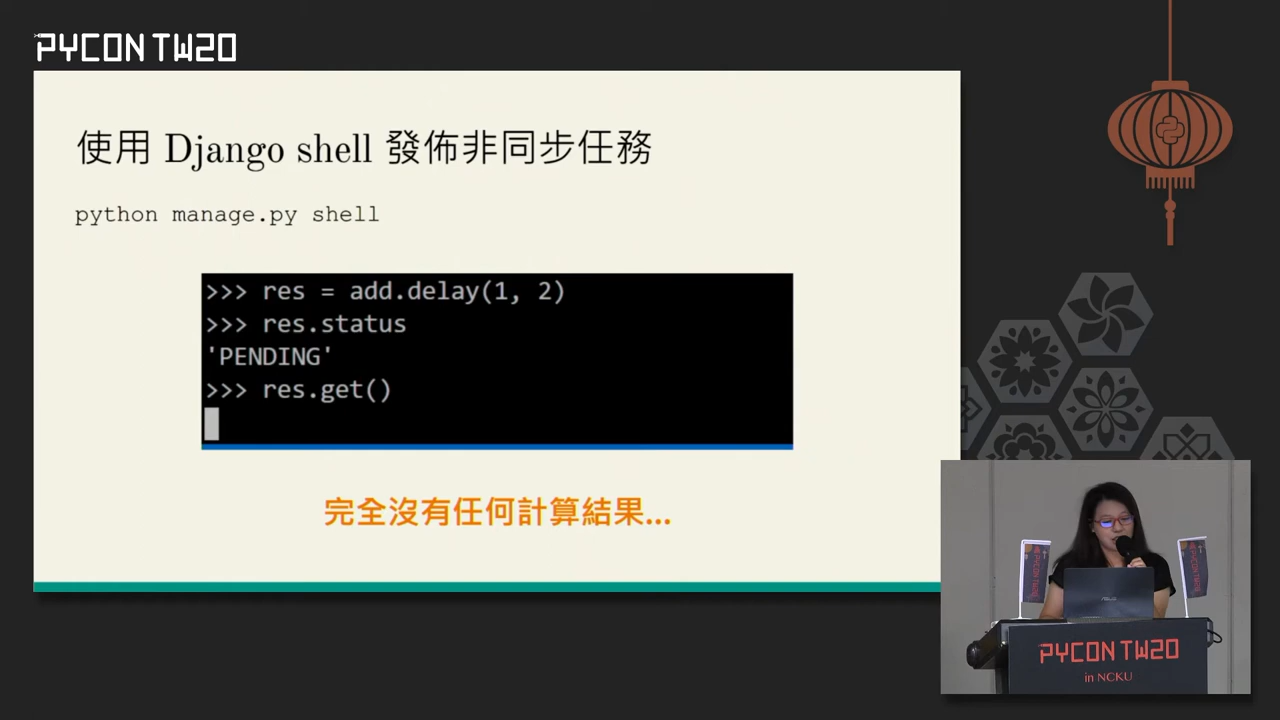 PYCON TW20
使用 Django shell 發佈非同步任務
python manage.py shell
>>> res = add.delay(1, 2)
>>> res.status
'PENDING'
>>> res.get()
完全沒有任何計算結果...
PYCON TW20
in NCKU